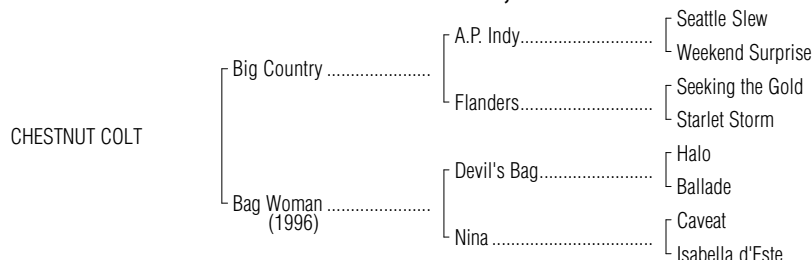 Seattle Slew
A.P. Indy......................................
Weekend Surprise
Big Country ......................
Seeking the Gold
Flanders......................................
Starlet Storm
CHESTNUT COLT
Halo
Devil's Bag................................
Ballade
Bag Woman ......................
(1996)
Caveat
Nina .............................................
Isabella d'Este